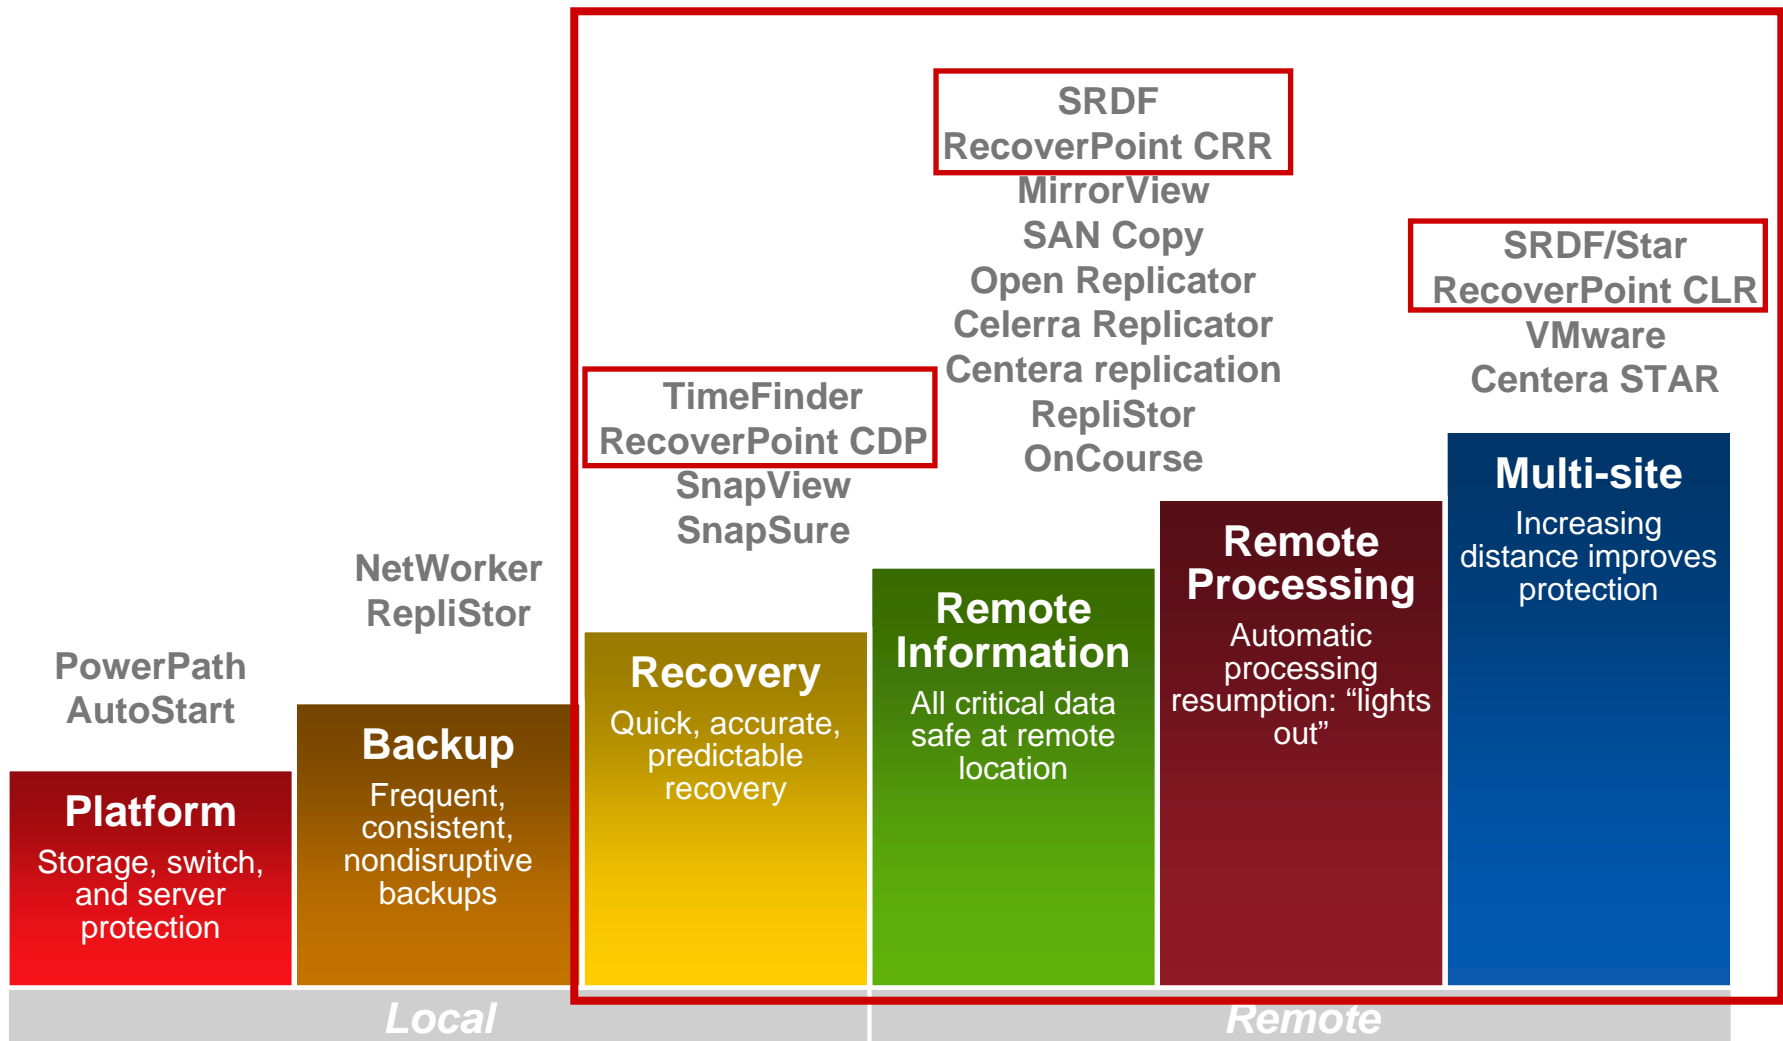 PowerPath
AutoStart
Platform
Storage, switch,
and server
protection
NetWorker
RepliStor
Backup
Frequent,
consistent,
nondisruptive
backups
TimeFinder
RecoverPoint CDP
SnapView
SnapSure
Recovery
Quick, accurate,
predictable
recovery
SRDF
RecoverPoint CRR
MirrorView
SAN Copy
Open Replicator
Celerra Replicator
Centera replication
RepliStor
OnCourse
Remote
Information
All critical data
safe at remote
location
Remote
Processing
Automatic
processing
resumption: “lights
out”
SRDF/Star
RecoverPoint CLR
VMware
Centera STAR
Multi-site
Increasing
distance improves
protection
Local
Remote